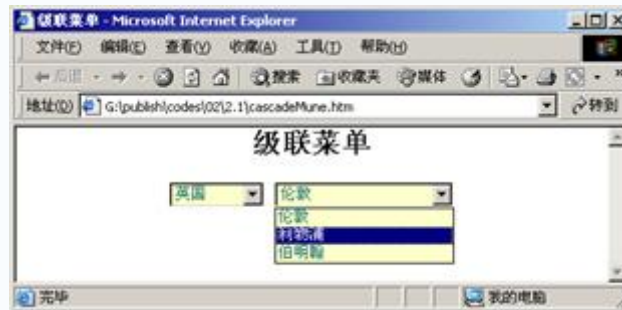 级联菜单 - Microsoft Internet Explorer
文件(F) 编辑(E) 查看(V) 收藏(A) 工具(T) 帮助(H)
后退 搜索 收藏夹 媒体
地址(D) G:\publish\codes\02\2.1\cascadeMune.htm 转到
级联菜单
英国 伦敦
伦敦
利物浦
伯明翰
完毕 我的电脑